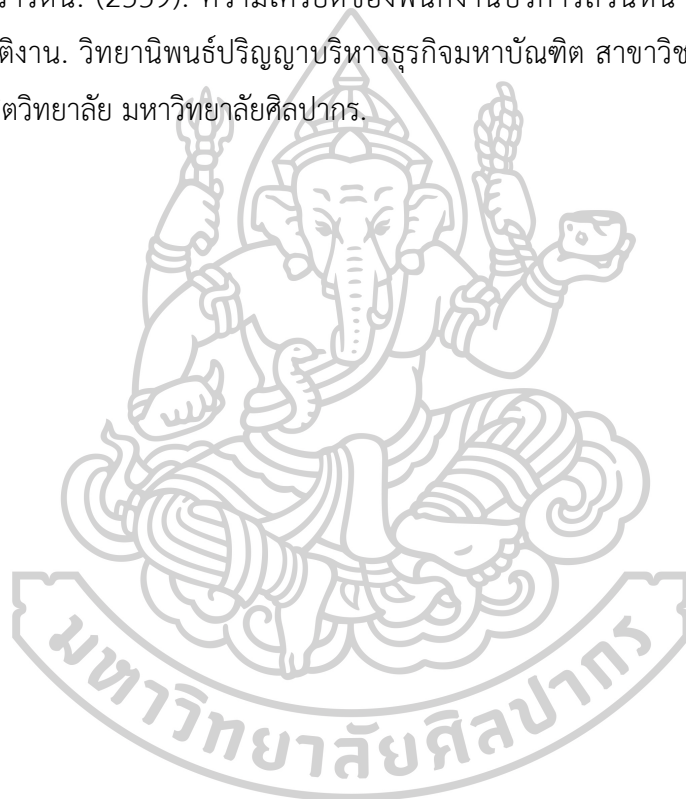 (2559). ความเครียดของพนักงานบริการส่วนหน้า
ติงาน. วิทยานิพนธ์ปริญญาบริหารธุรกิจมหาบัณฑิต สาขาวิช
ตวิทยาลัย มหาวิทยาลัยศิลปากร.
มหาวิทยาลัยศิลปากร